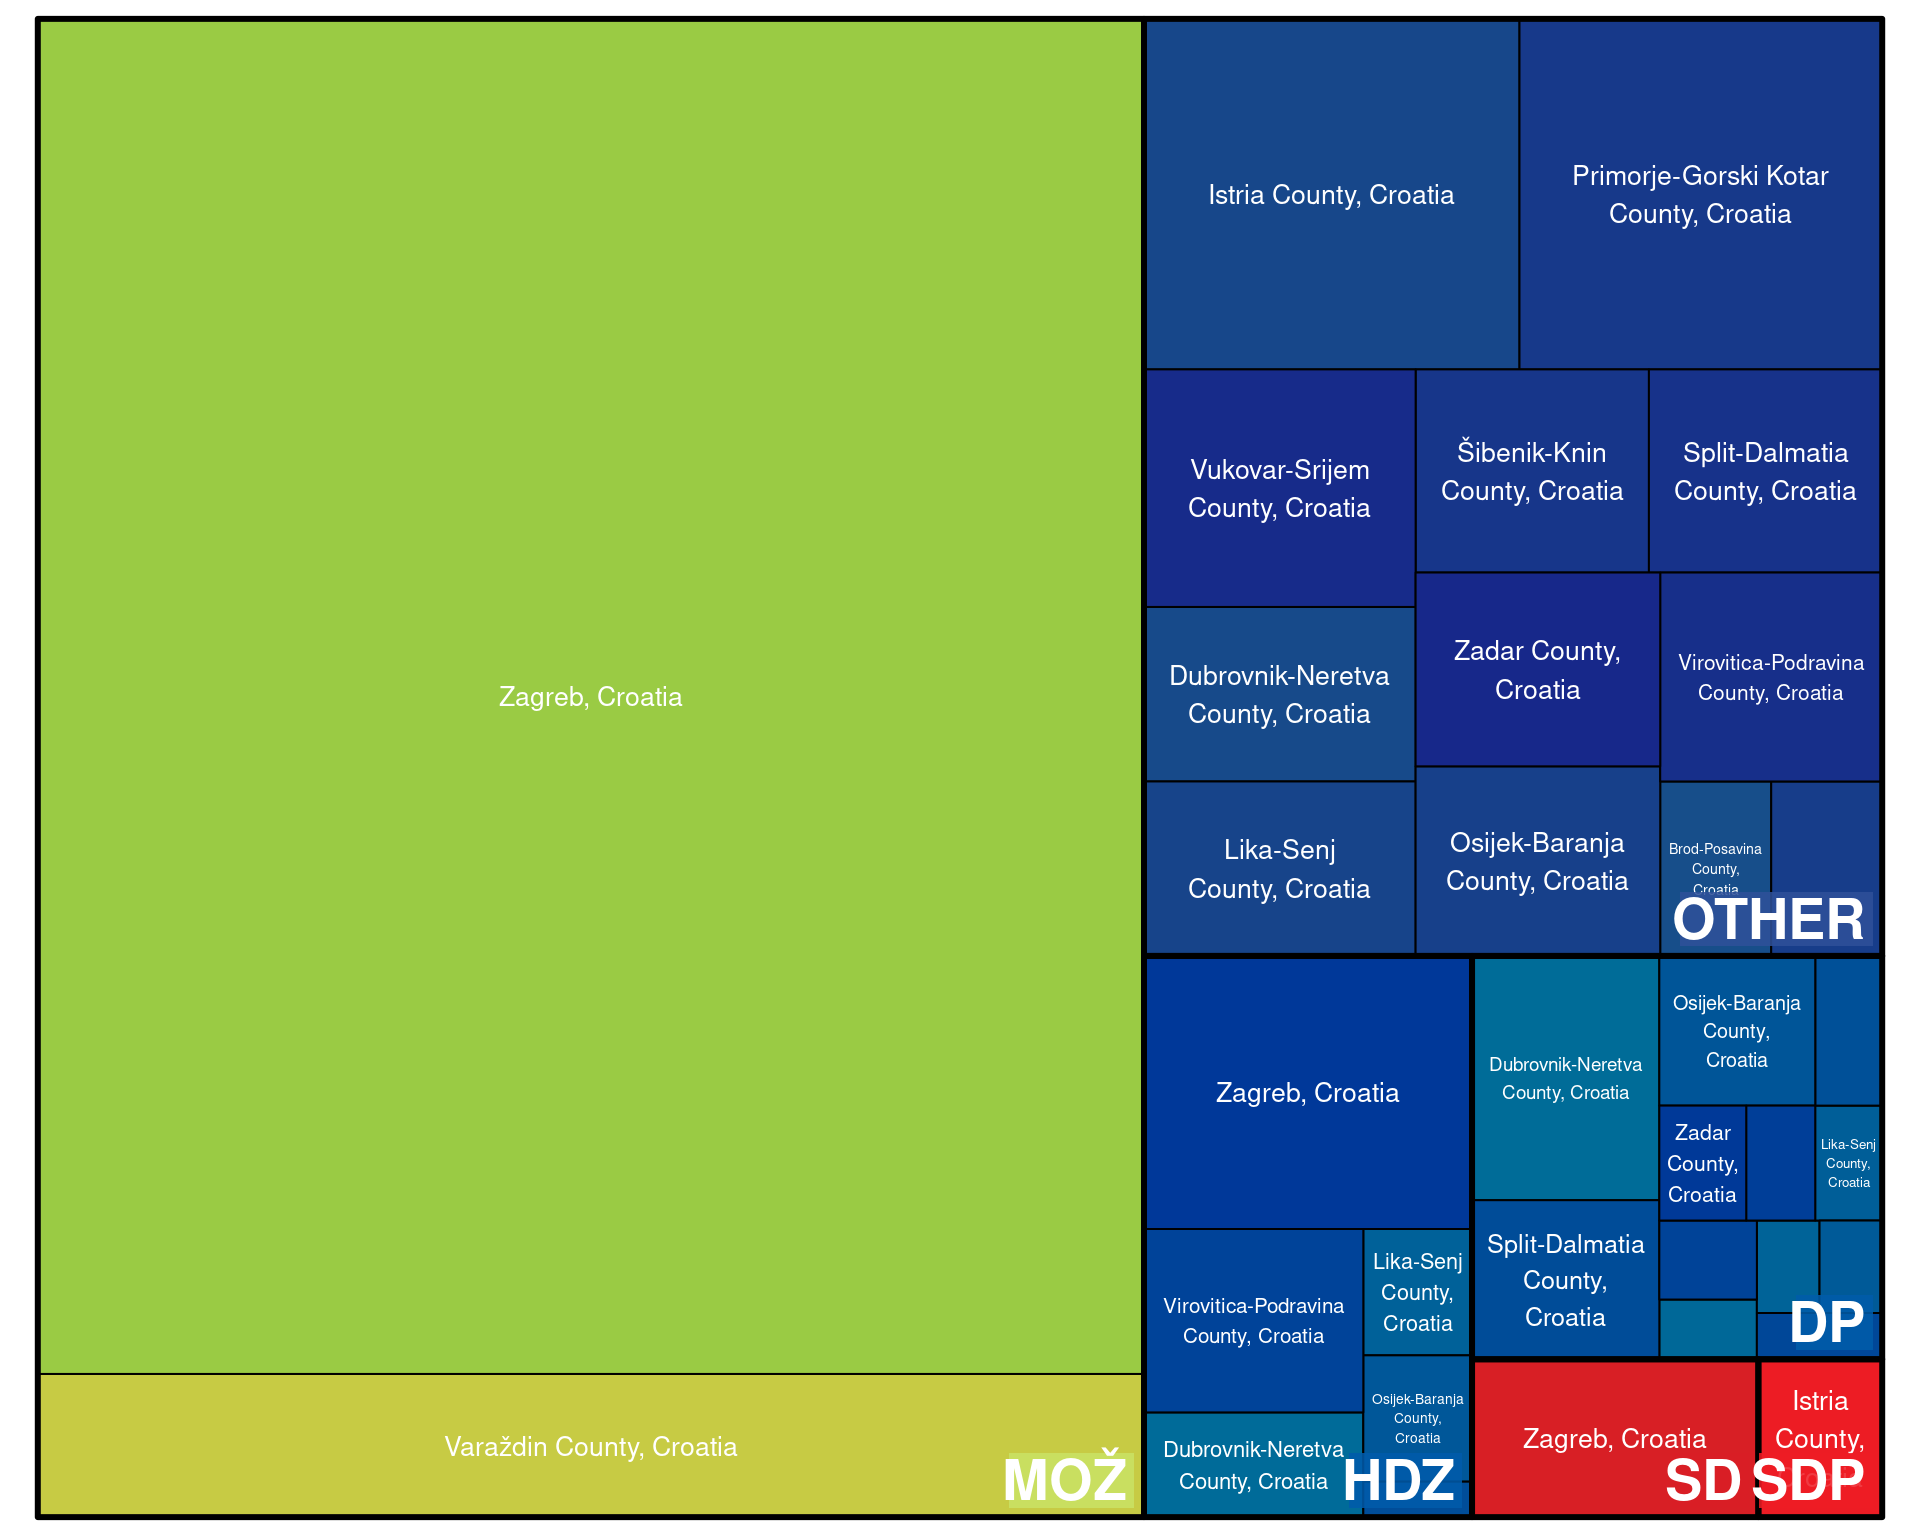 Zagreb, Croatia
Varaždin County, Croatia
MOŽ
Istria County, Croatia
Primorje-Gorski Kotar
County, Croatia
Vukovar-Srijem
County, Croatia
Šibenik-Knin
County, Croatia
Split-Dalmatia
County, Croatia
Dubrovnik-Neretva
County, Croatia
Zadar County,
Croatia
Virovitica-Podravina
County, Croatia
Lika-Senj
County, Croatia
Osijek-Baranja
County, Croatia
Brod-Posavina
County,
Croatia
OTHER
Zagreb, Croatia
Virovitica-Podravina
County, Croatia
Lika-Senj
County,
Croatia
Osijek-Baranja
County,
Croatia
Dubrovnik-Neretva
County, Croatia
HDZ
Dubrovnik-Neretva
County, Croatia
Osijek-Baranja
County,
Croatia
Zadar
County,
Croatia
Lika-Senj
County,
Croatia
Split-Dalmatia
County,
Croatia
DP
Zagreb, Croatia
SD
Istria
County,
SDP